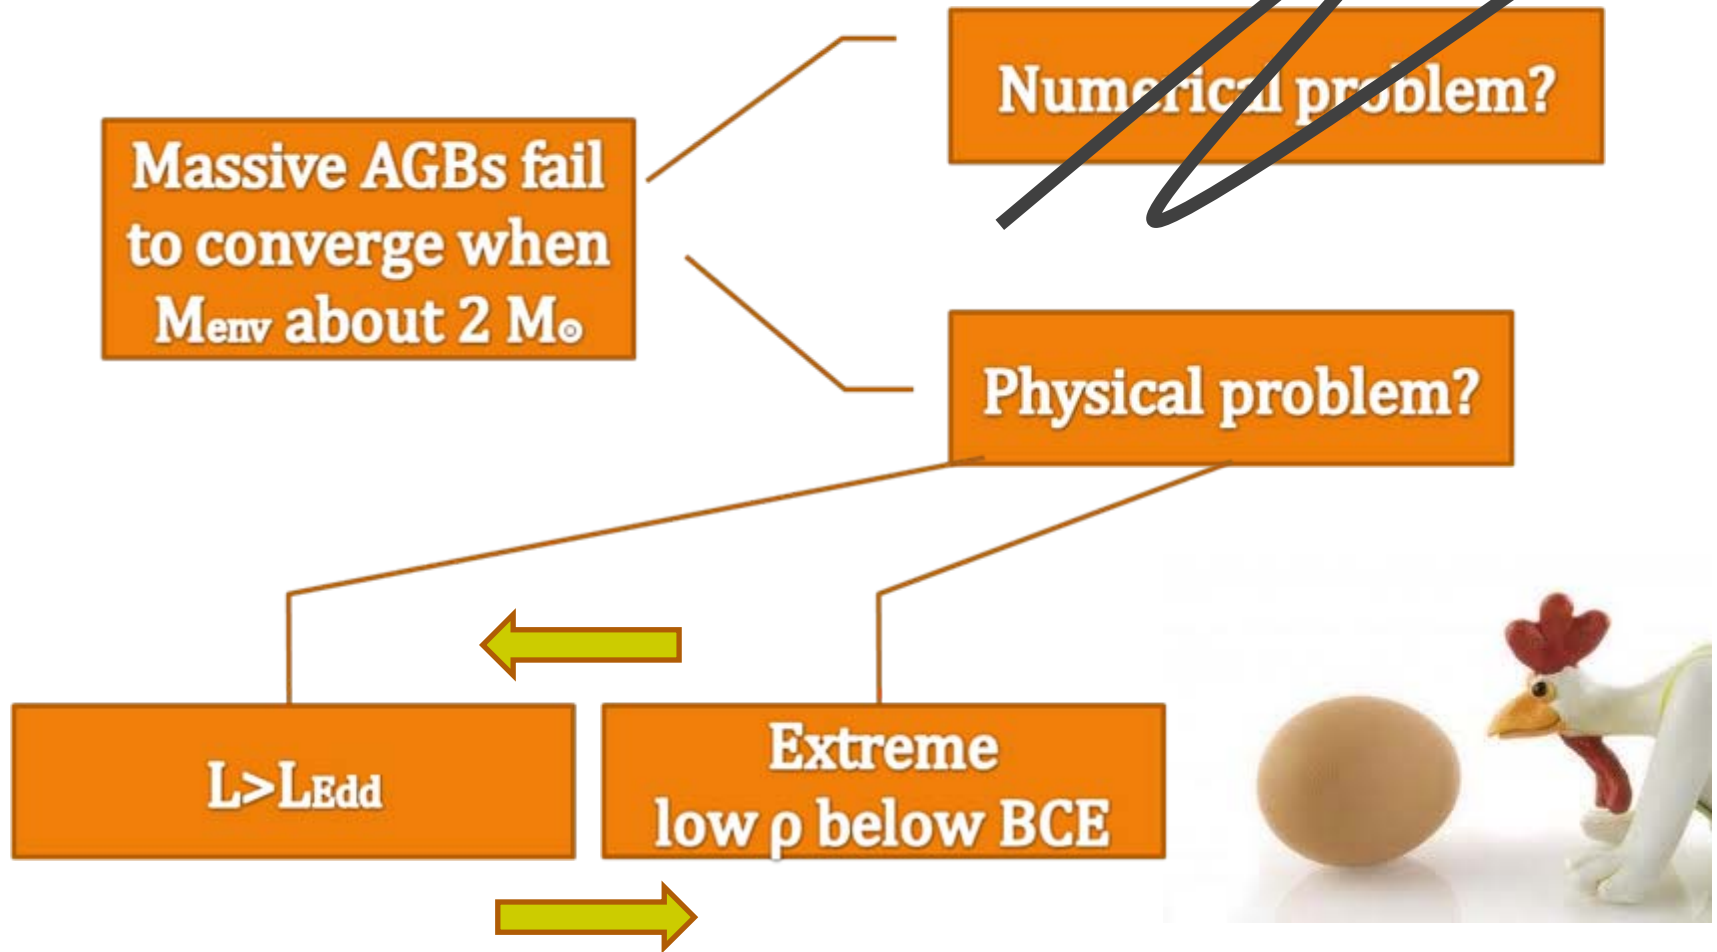 Numerical problem?
Massive AGBs fail
to converge when
Menv about 2 M⊙
Physical problem?
L>LEdd
Extreme
low ρ below BCE